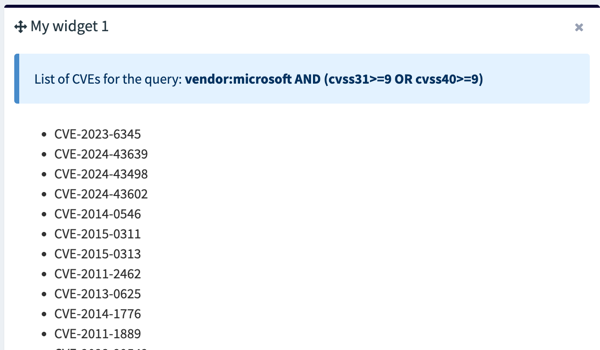 My widget 1
List of CVEs for the query: vendor:microsoft AND (cvss31>=9 OR cvss40>=9)
CVE-2023-6345
CVE-2024-43639
CVE-2024-43498
CVE-2024-43602
CVE-2014-0546
CVE-2015-0311
CVE-2015-0313
CVE-2011-2462
CVE-2013-0625
CVE-2014-1776
CVE-2011-1889